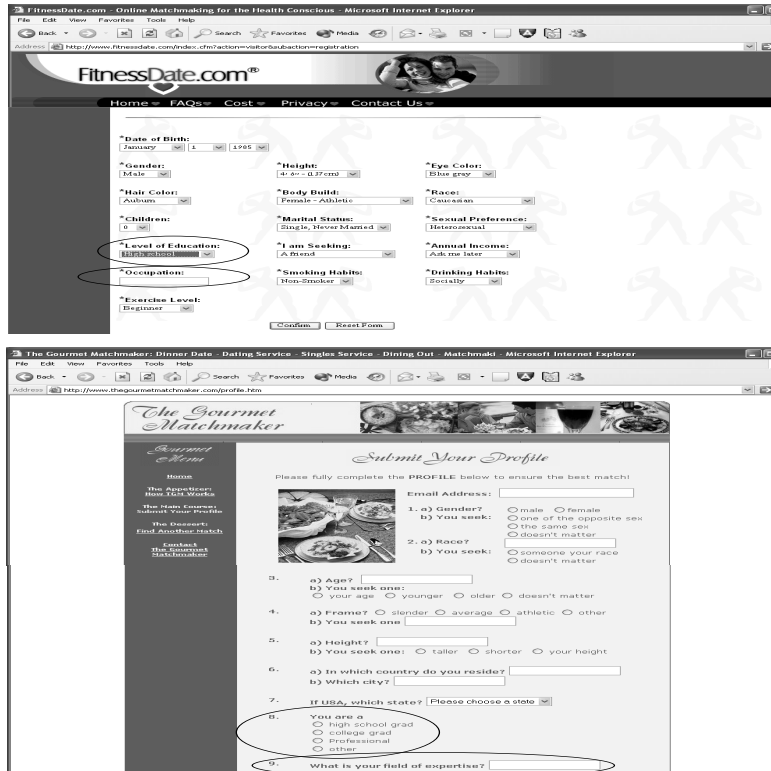 FitnessDate.com - Online Matchmaking for the Health Conscious - Microsoft Internet Explorer
File Edit View Favorites Tools Help
Back Search Favorites Media
Address http://www.fitnessdate.com/index.cfm?action=visitor&subaction=registration
FitnessDate.com®
Home FAQs Cost Privacy Contact Us
*Date of Birth:
January 1 1985
*Gender: *Height: *Eye Color:
Male 4' 6" - (137cm) Blue gray
*Hair Color: *Body Build: *Race:
Auburn Female - Athletic Caucasian
*Children: *Marital Status: *Sexual Preference:
0 Single, Never Married Heterosexual
*Level of Education: *I am Seeking: *Annual Income:
High school A friend Ask me later
*Occupation: *Smoking Habits: *Drinking Habits:
Non-Smoker Socially
*Exercise Level:
Beginner
Confirm Reset Form
The Gourmet Matchmaker: Dinner Date - Dating Service - Singles Service - Dining Out - Matchmaki - Microsoft Internet Explorer
File Edit View Favorites Tools Help
Back Search Favorites Media
Address http://www.thegourmetmatchmaker.com/profile.htm
The Gourmet
Matchmaker
Gourmet
Menu
Home
The Appetizer:
How TGM Works
The Main Course:
Submit Your Profile
The Dessert:
Find Another Match
Contact
The Gourmet
Matchmaker
Submit Your Profile
Please fully complete the PROFILE below to ensure the best match!
Email Address:
1. a) Gender? male female
b) You seek: one of the opposite sex
the same sex
doesn't matter
2. a) Race?
b) You seek: someone your race
doesn't matter
3. a) Age?
b) You seek one:
your age younger older doesn't matter
4. a) Frame? slender average athletic other
b) You seek one
5. a) Height?
b) You seek one: taller shorter your height
6. a) In which country do you reside?
b) Which city?
7. If USA, which state? Please choose a state
8. You are a
high school grad
college grad
Professional
other
9. What is your field of expertise?